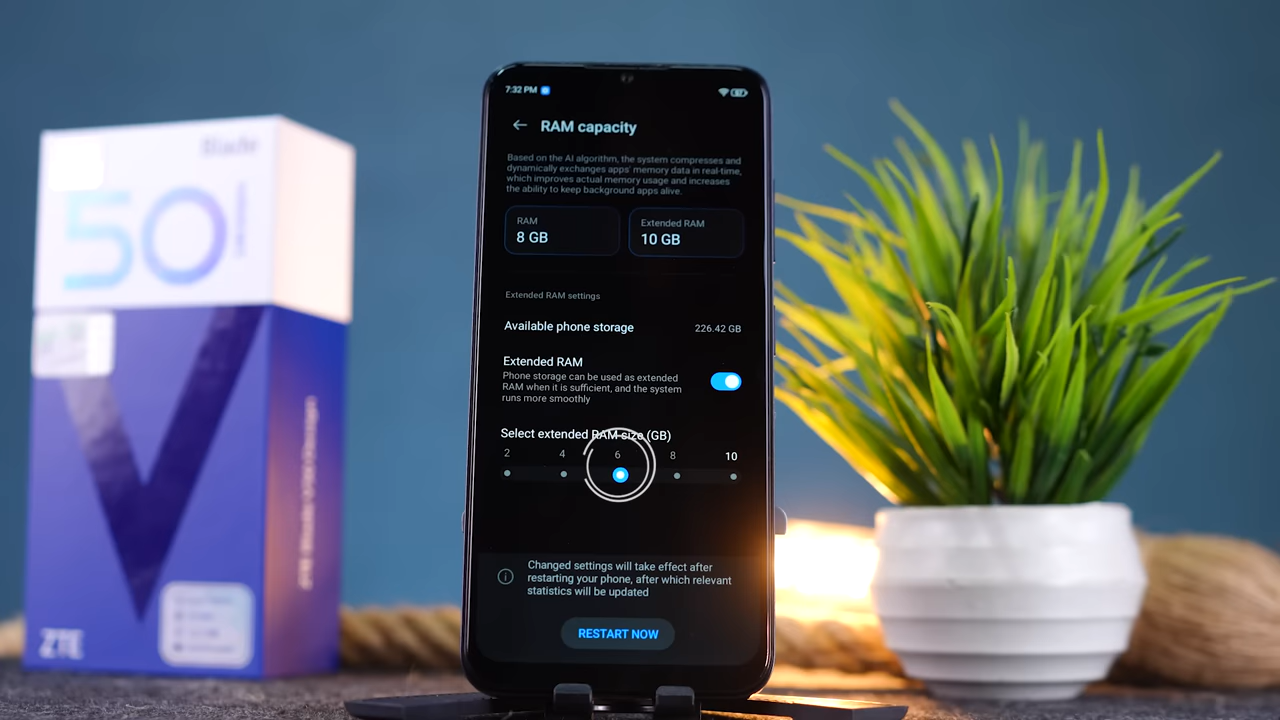 Blade
50
V
ZTE
7:32 PM
RAM capacity
Based on the AI algorithm, the system compresses and
dynamically exchanges apps' memory data in real-time,
which improves actual memory usage and increases
the ability to keep background apps alive.
RAM
8 GB
Extended RAM
10 GB
Extended RAM settings
Available phone storage
226.42 GB
Extended RAM
Phone storage can be used as extended
RAM when it is sufficient, and the system
runs more smoothly
Select extended RAM size (GB)
2 4 6 8 10
Changed settings will take effect after
restarting your phone, after which relevant
statistics will be updated
RESTART NOW